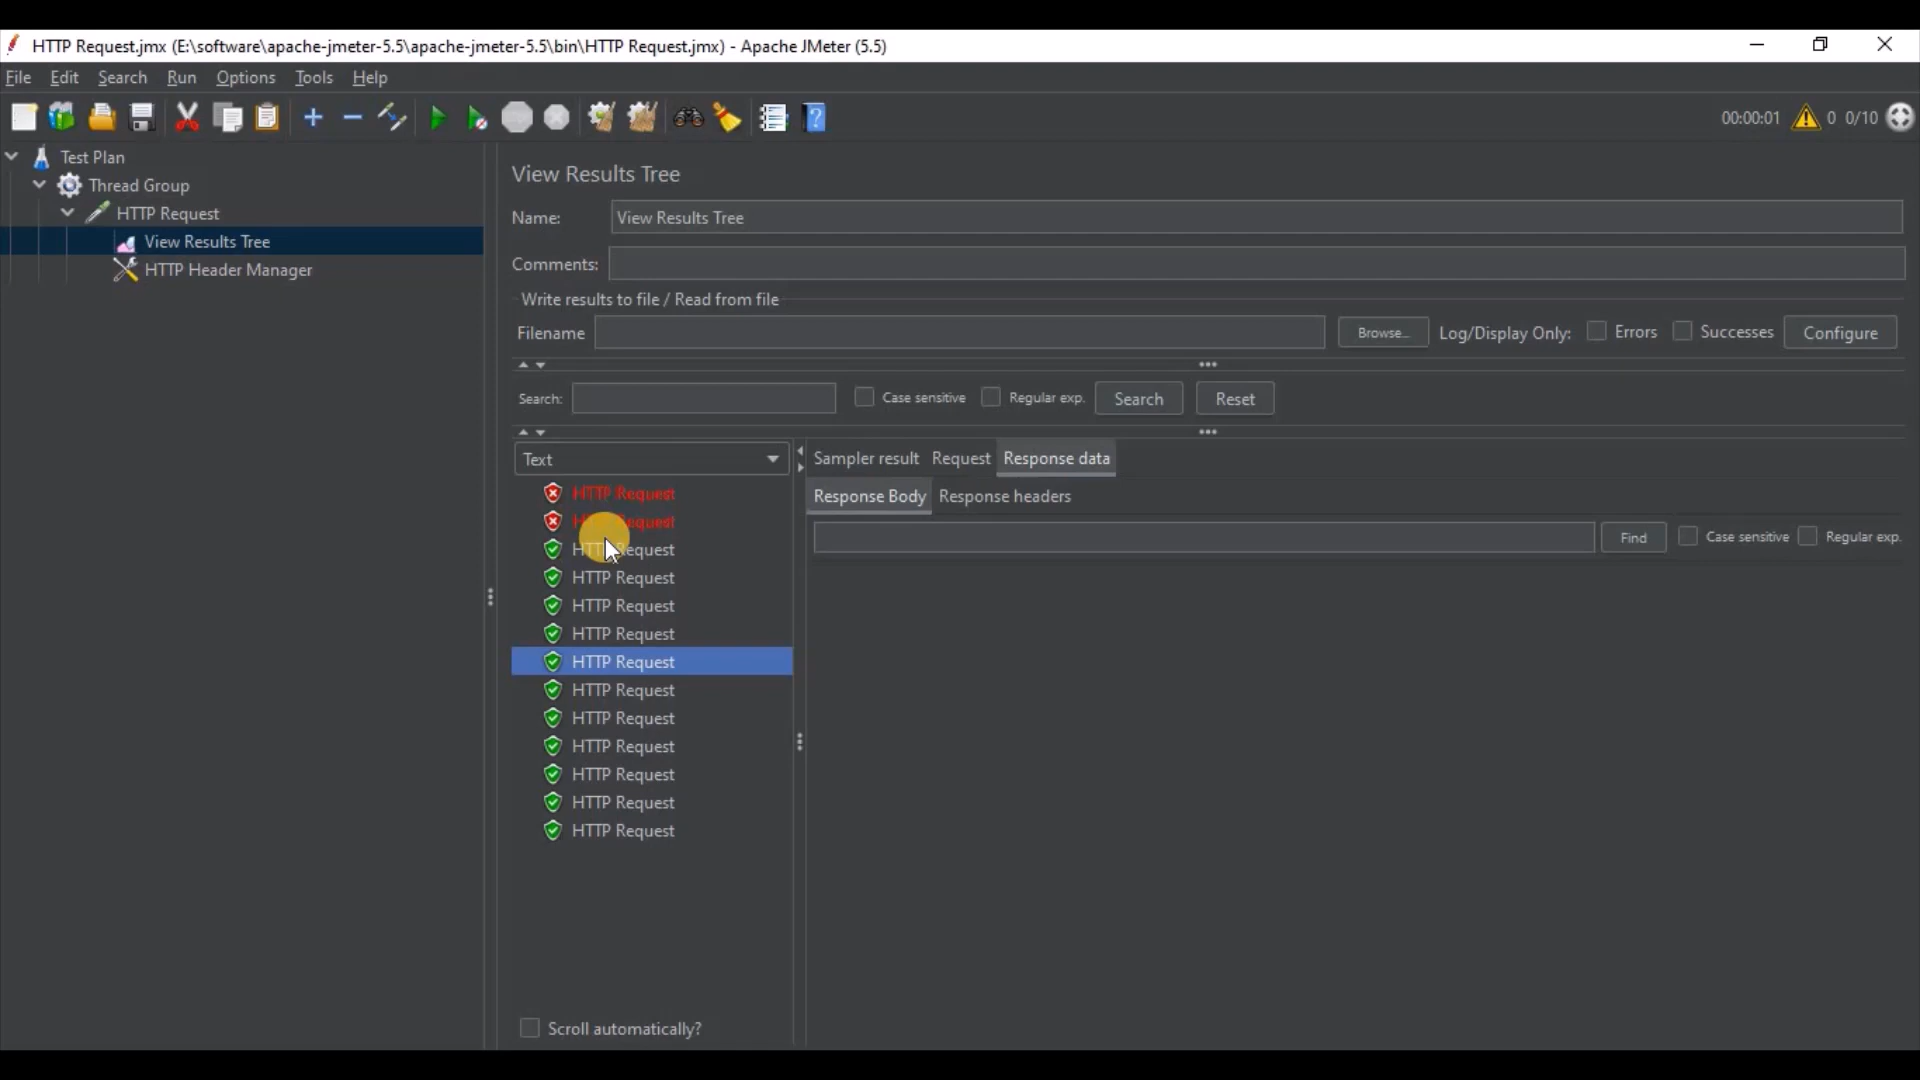 HTTP Request.jmx (E:\software\apache-jmeter-5.5\apache-jmeter-5.5\bin\HTTP Request.jmx) - Apache JMeter (5.5)
File Edit Search Run Options Tools Help
00:00:01 0 0/10
Test Plan
Thread Group
HTTP Request
View Results Tree
HTTP Header Manager
View Results Tree
Name: View Results Tree
Comments:
Write results to file / Read from file
Filename Browse... Log/Display Only: Errors Successes Configure
Search: Case sensitive Regular exp. Search Reset
Text
HTTP Request
HTTP Request
HTTP Request
HTTP Request
HTTP Request
HTTP Request
HTTP Request
HTTP Request
HTTP Request
HTTP Request
HTTP Request
HTTP Request
HTTP Request
Scroll automatically?
Sampler result Request Response data
Response Body Response headers
Find Case sensitive Regular exp.